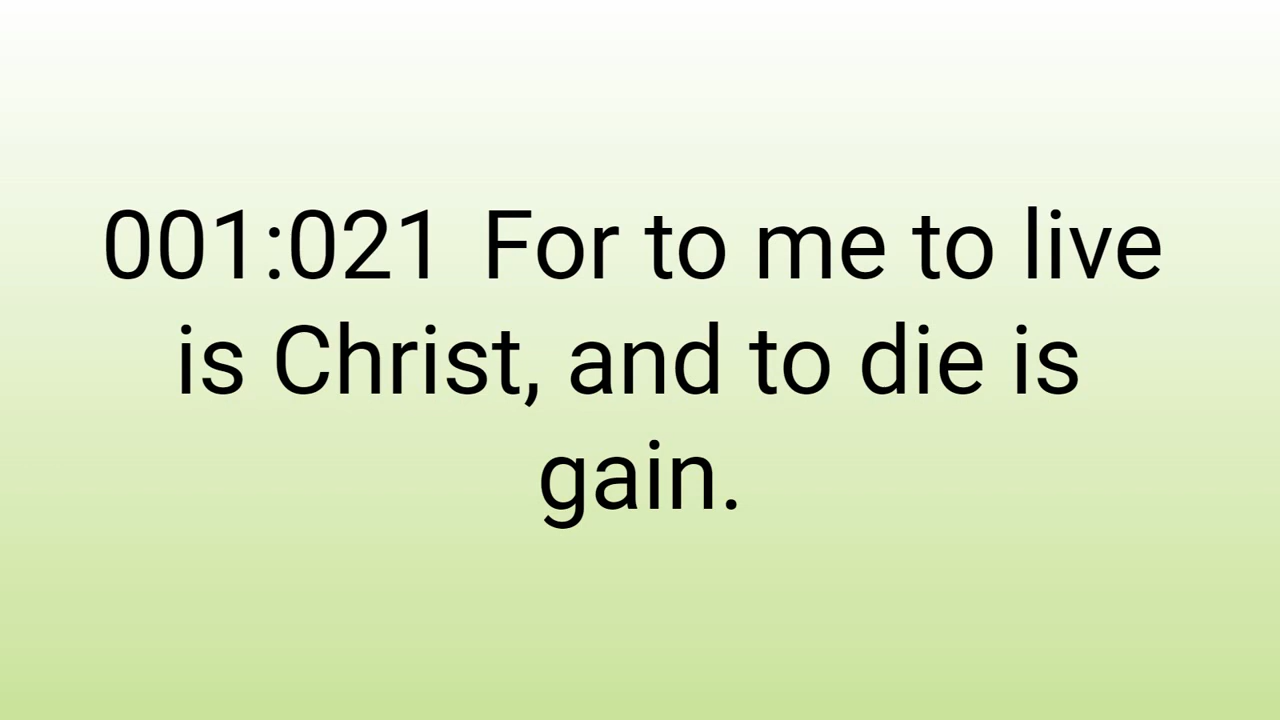 001:021 For to me to live
is Christ, and to die is
gain.